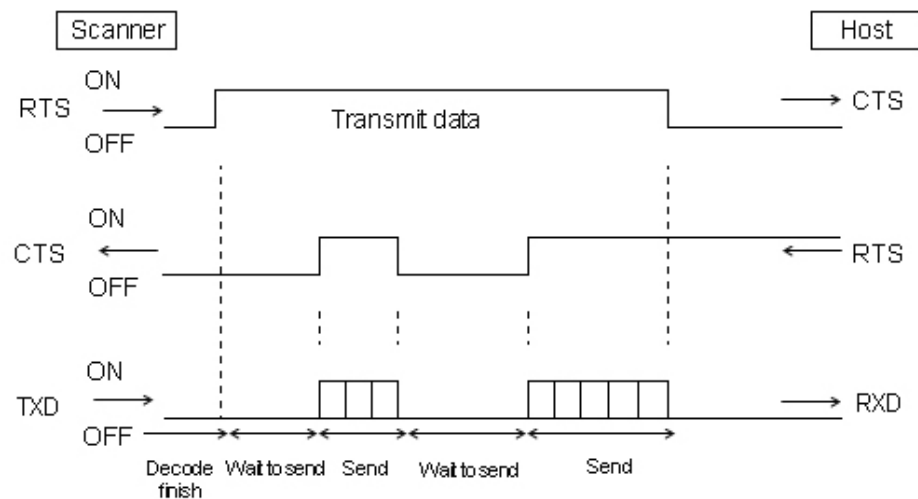 Scanner
Host
ON
RTS
CTS
Transmit data
OFF
ON
CTS
RTS
OFF
ON
TXD
RXD
OFF
Decode finish
Wait to send
Send
Wait to send
Send